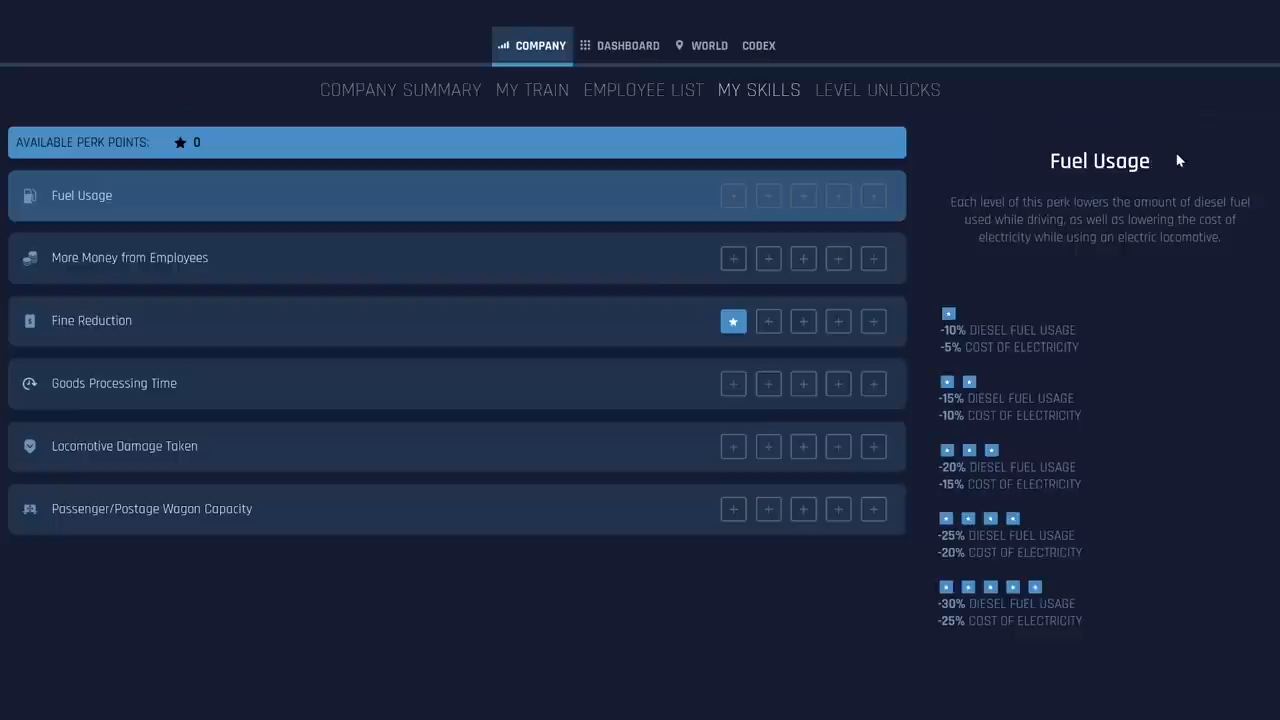 COMPANY DASHBOARD WORLD CODEX
COMPANY SUMMARY MY TRAIN EMPLOYEE LIST MY SKILLS LEVEL UNLOCKS
AVAILABLE PERK POINTS: 0
Fuel Usage
More Money from Employees
Fine Reduction
Goods Processing Time
Locomotive Damage Taken
Passenger/Postage Wagon Capacity
Fuel Usage
Each level of this perk lowers the amount of diesel fuel
used while driving, as well as lowering the cost of
electricity while using an electric locomotive.
-10% DIESEL FUEL USAGE
-5% COST OF ELECTRICITY
-15% DIESEL FUEL USAGE
-10% COST OF ELECTRICITY
-20% DIESEL FUEL USAGE
-15% COST OF ELECTRICITY
-25% DIESEL FUEL USAGE
-20% COST OF ELECTRICITY
-30% DIESEL FUEL USAGE
-25% COST OF ELECTRICITY